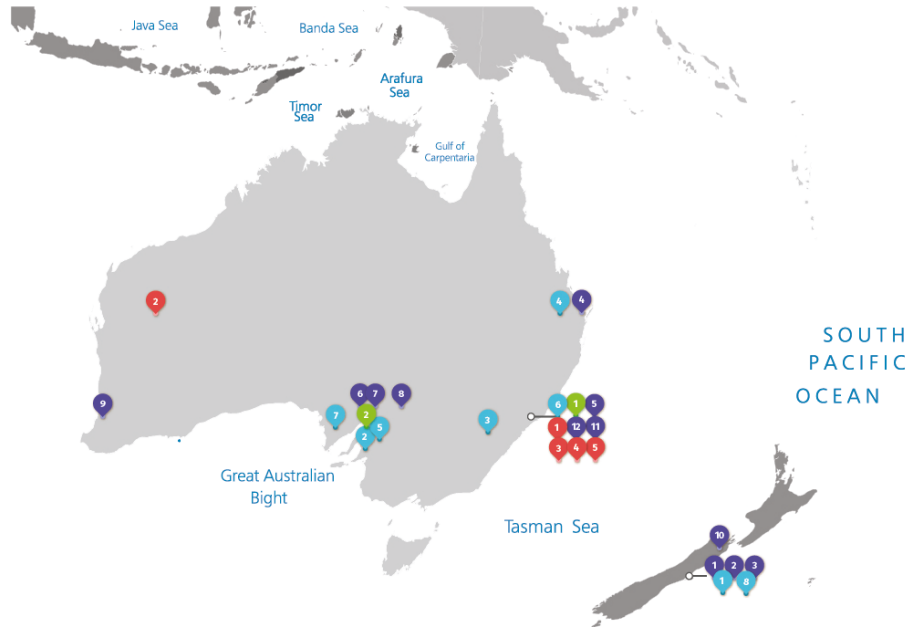 Java Sea
Banda Sea
Arafura
Sea
Timor
Sea
Gulf of
Carpentaria
2
4
4
SOUTH
PACIFIC
OCEAN
9
6
7
8
7
2
5
2
3
6
1
5
1
12
11
3
4
5
Great Australian
Bight
Tasman Sea
10
1
2
3
1
8